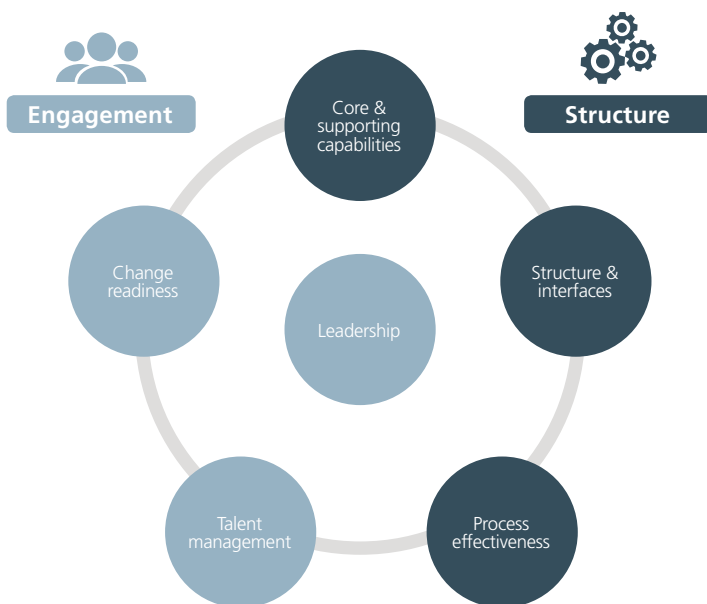 Engagement
Structure
Core &
supporting
capabilities
Change
readiness
Structure &
interfaces
Leadership
Talent
management
Process
effectiveness